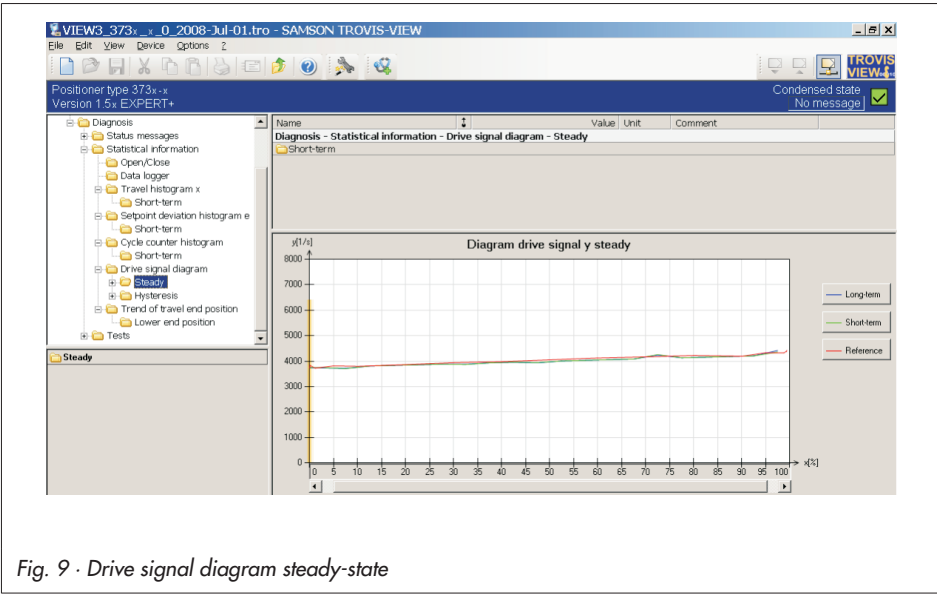 VIEW3_373x _x _0_2008-Jul-01.tro - SAMSON TROVIS-VIEW
File Edit View Device Options ?
TROVIS
VIEW
Positioner type 373x-x
Version 1.5x EXPERT+
Condensed state
No message
Diagnosis
Status messages
Statistical information
Open/Close
Data logger
Travel histogram x
Short-term
Setpoint deviation histogram e
Short-term
Cycle counter histogram
Short-term
Drive signal diagram
Steady
Hysteresis
Trend of travel end position
Lower end position
Tests
Steady
Name Value Unit Comment
Diagnosis - Statistical information - Drive signal diagram - Steady
Short-term
Diagram drive signal y steady
y[1/s]
8000
7000
6000
5000
4000
3000
2000
1000
0
0 5 10 15 20 25 30 35 40 45 50 55 60 65 70 75 80 85 90 95 100
x[%]
Long-term
Short-term
Reference
Fig. 9 · Drive signal diagram steady-state